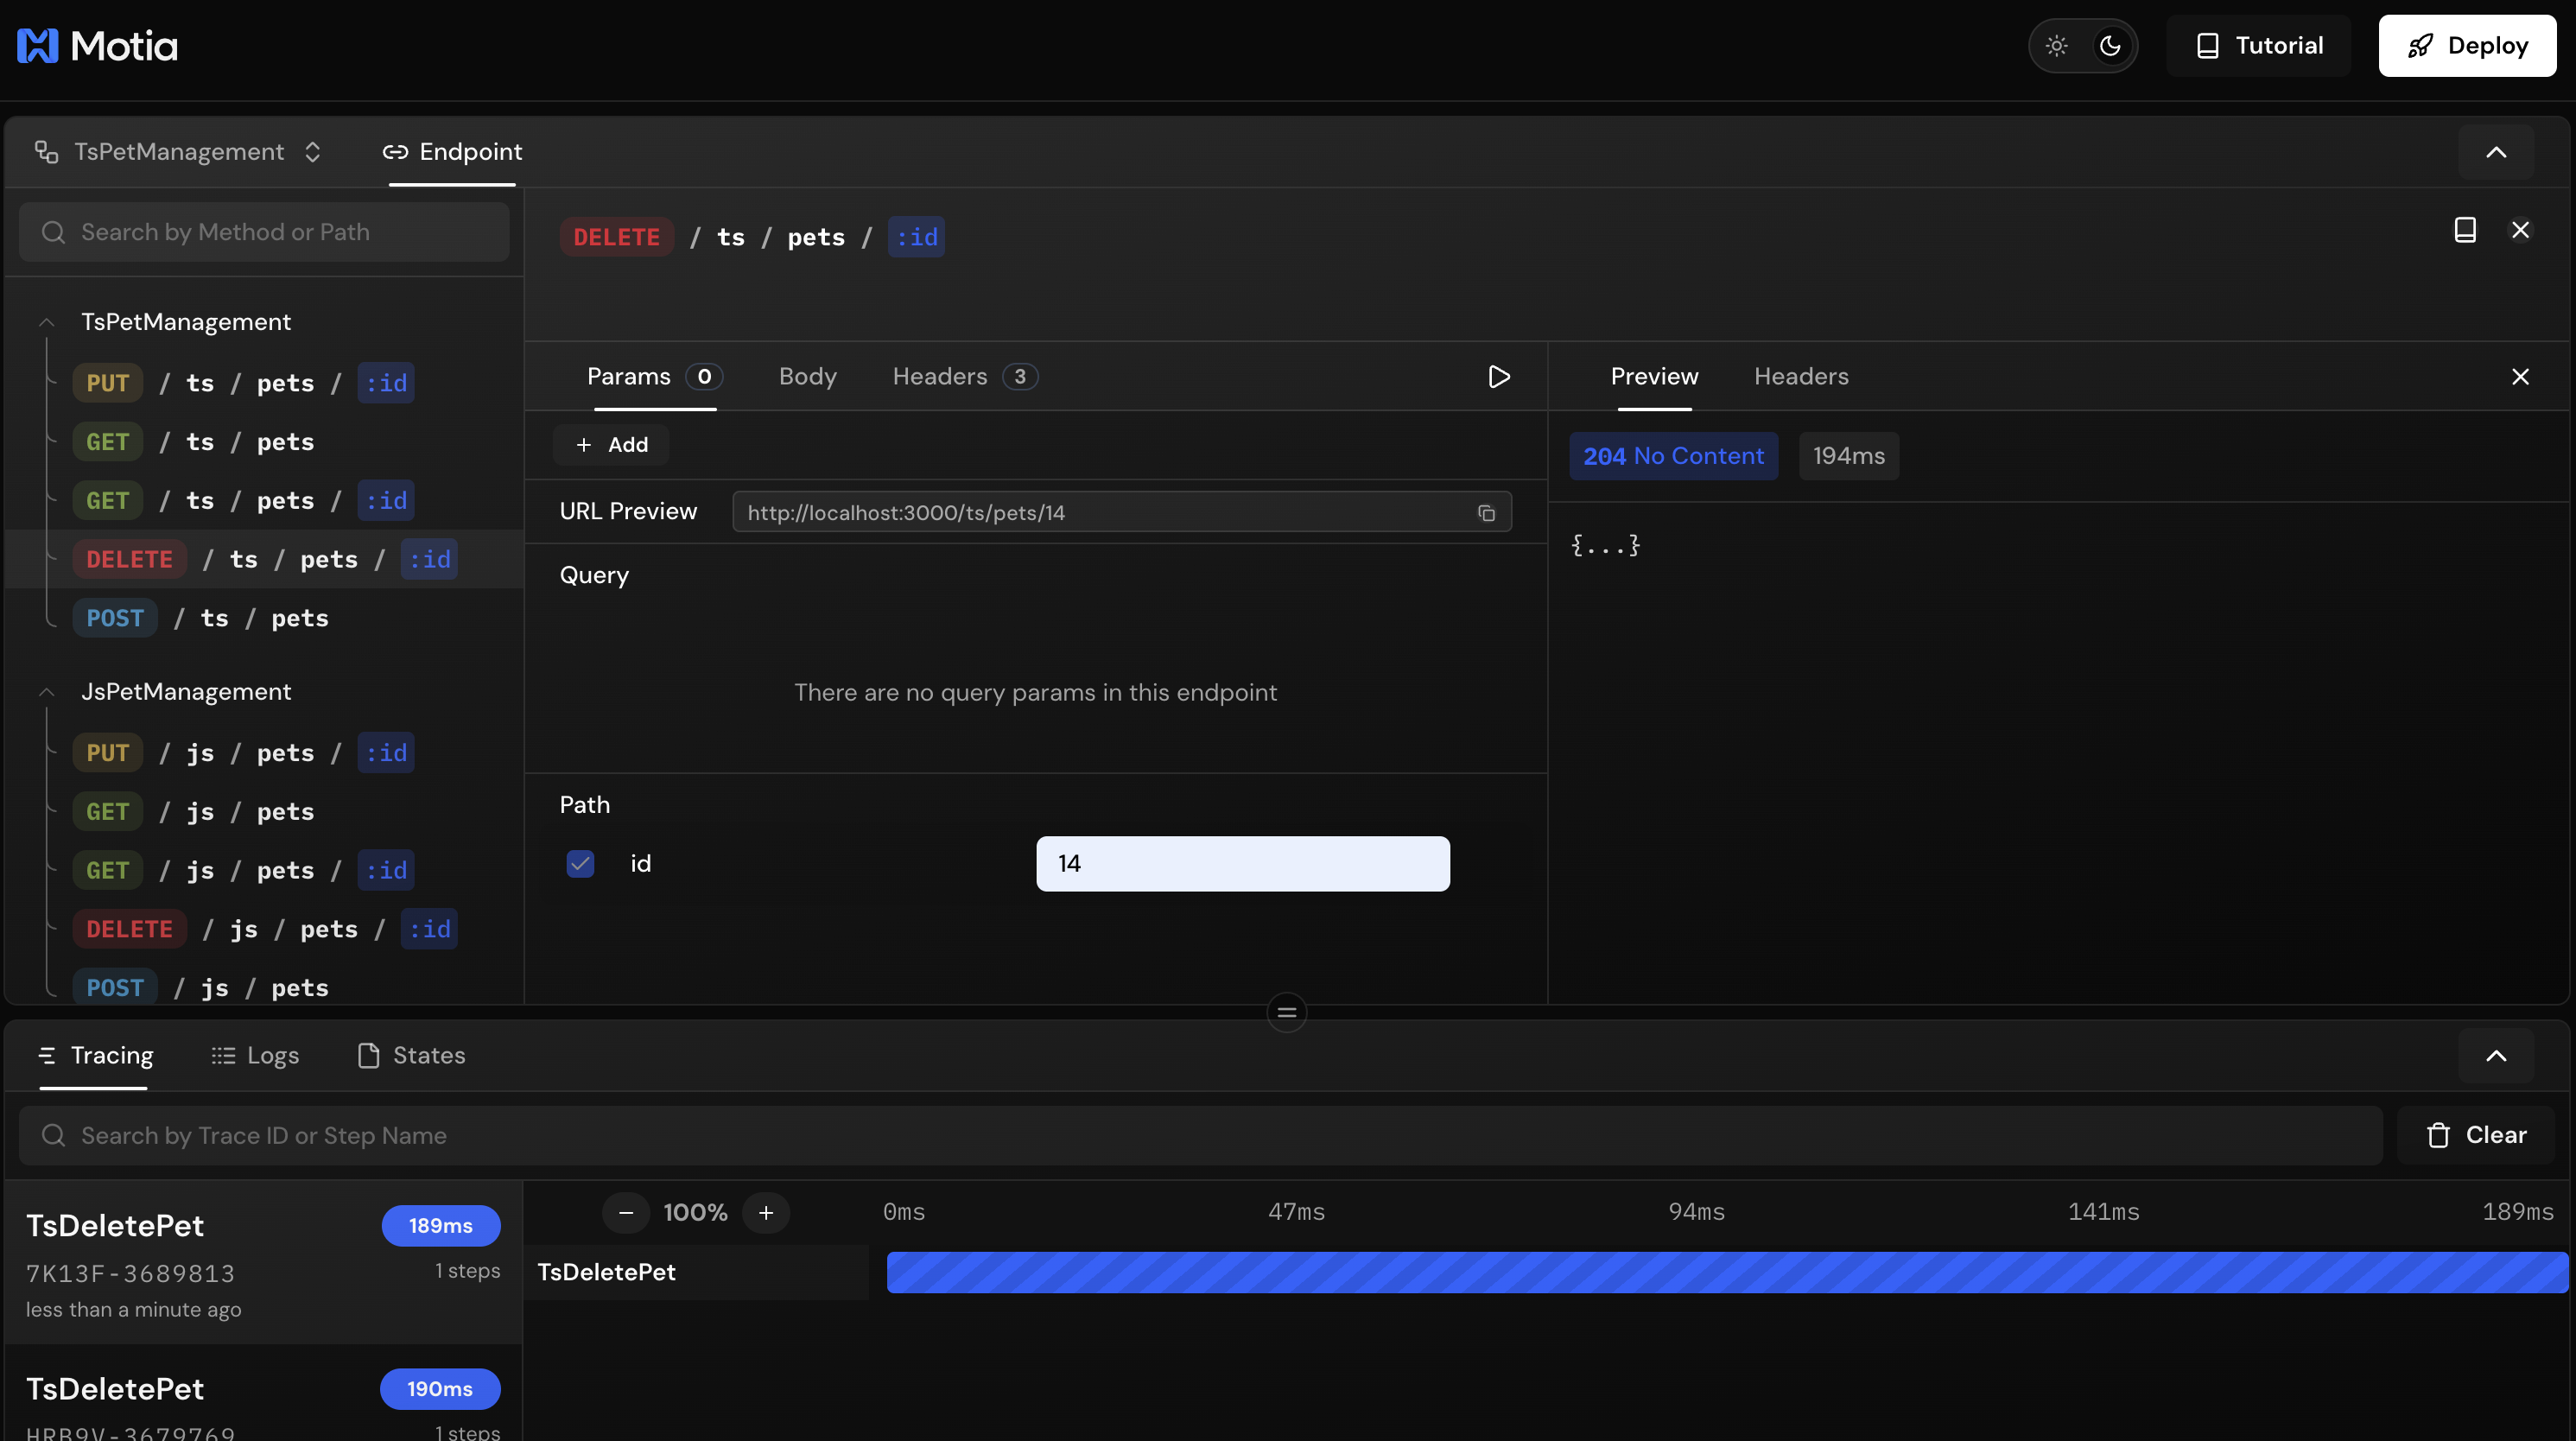 Motia
Tutorial
Deploy
TsPetManagement
Endpoint
Search by Method or Path
TsPetManagement
PUT / ts / pets / :id
GET / ts / pets
GET / ts / pets / :id
DELETE / ts / pets / :id
POST / ts / pets
JsPetManagement
PUT / js / pets / :id
GET / js / pets
GET / js / pets / :id
DELETE / js / pets / :id
POST / js / pets
DELETE / ts / pets / :id
Params 0 Body Headers 3
+ Add
URL Preview http://localhost:3000/ts/pets/14
Query
There are no query params in this endpoint
Path
id 14
Preview Headers
204 No Content 194ms
{...}
Tracing Logs States
Search by Trace ID or Step Name
Clear
TsDeletePet 189ms
7K13F-3689813 1 steps
less than a minute ago
TsDeletePet 190ms
HRB9V-3679769 1 steps
− 100% + 0ms 47ms 94ms 141ms 189ms
TsDeletePet